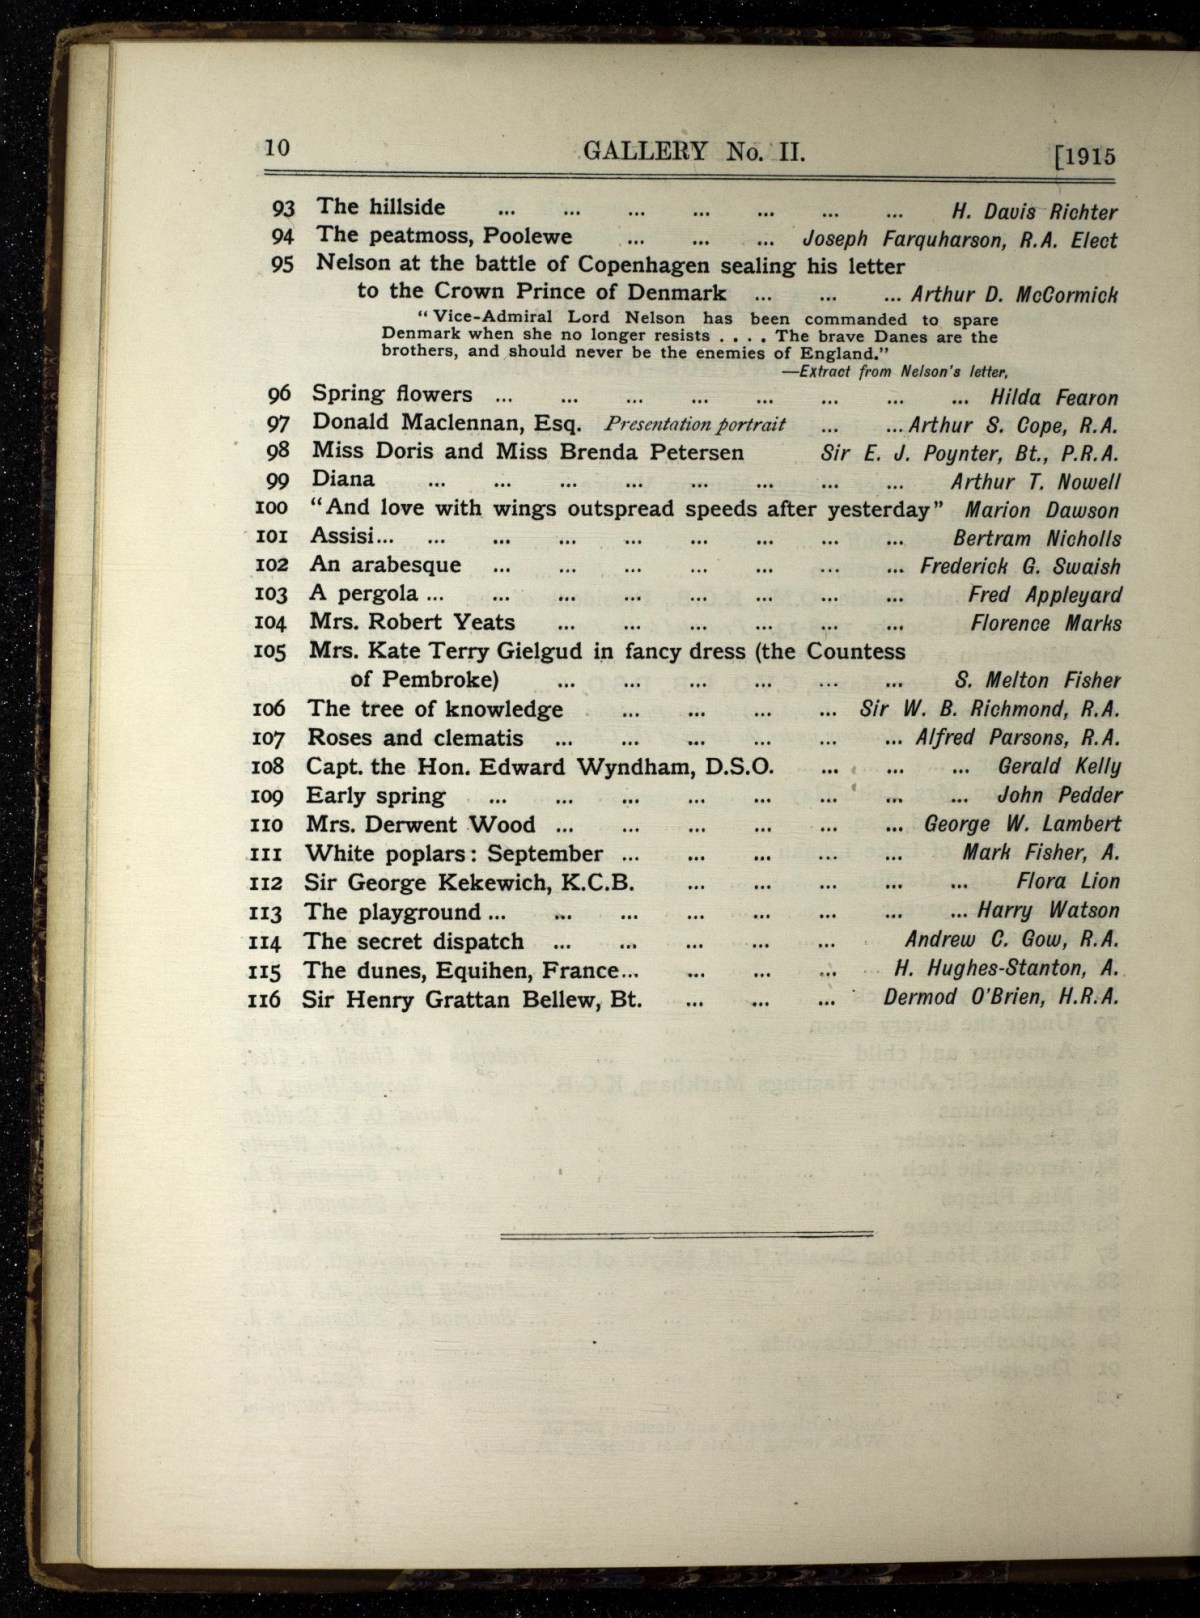 10 GALLERY No. II. [1915
93 The hillside ... ... ... ... ... ... ... H. Davis Richter
94 The peatmoss, Poolewe ... ... ... Joseph Farquharson, R.A. Elect
95 Nelson at the battle of Copenhagen sealing his letter
to the Crown Prince of Denmark ... ... ... Arthur D. McCormick
"Vice-Admiral Lord Nelson has been commanded to spare
Denmark when she no longer resists .... The brave Danes are the
brothers, and should never be the enemies of England."
—Extract from Nelson's letter.
96 Spring flowers ... ... ... ... ... ... ... ... Hilda Fearon
97 Donald Maclennan, Esq. Presentation portrait ... ... Arthur S. Cope, R.A.
98 Miss Doris and Miss Brenda Petersen Sir E. J. Poynter, Bt., P.R.A.
99 Diana ... ... ... ... ... ... ... ... Arthur T. Nowell
100 "And love with wings outspread speeds after yesterday" Marion Dawson
101 Assisi... ... ... ... ... ... ... ... ... Bertram Nicholls
102 An arabesque ... ... ... ... ... ... ... Frederick G. Swaish
103 A pergola ... ... ... ... ... ... ... ... Fred Appleyard
104 Mrs. Robert Yeats ... ... ... ... ... ... Florence Marks
105 Mrs. Kate Terry Gielgud in fancy dress (the Countess
of Pembroke) ... ... ... ... ... ... S. Melton Fisher
106 The tree of knowledge ... ... ... ... Sir W. B. Richmond, R.A.
107 Roses and clematis ... ... ... ... ... ... Alfred Parsons, R.A.
108 Capt. the Hon. Edward Wyndham, D.S.O. ... ... ... Gerald Kelly
109 Early spring ... ... ... ... ... ... ... ... John Pedder
110 Mrs. Derwent Wood ... ... ... ... ... ... George W. Lambert
111 White poplars: September ... ... ... ... ... Mark Fisher, A.
112 Sir George Kekewich, K.C.B. ... ... ... ... ... Flora Lion
113 The playground ... ... ... ... ... ... ... ... Harry Watson
114 The secret dispatch ... ... ... ... ... Andrew C. Gow, R.A.
115 The dunes, Equihen, France... ... ... ... H. Hughes-Stanton, A.
116 Sir Henry Grattan Bellew, Bt. ... ... ... Dermod O'Brien, H.R.A.